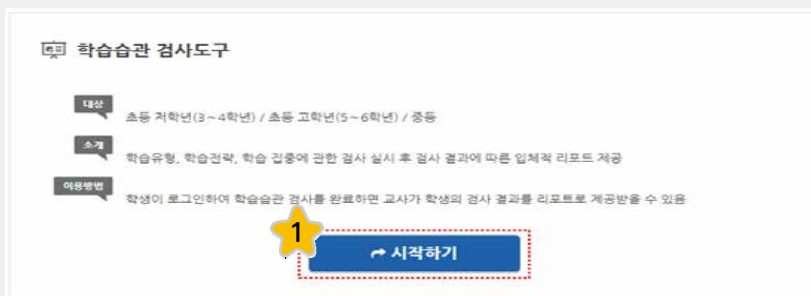 학습습관 검사도구
대상
초등 저학년(3~4학년) / 초등 고학년(5~6학년) / 중등
소개
학습유형, 학습전략, 학습 집중에 관한 검사 실시 후 검사 결과에 따른 입체적 리포트 제공
이용방법
학생이 로그인하여 학습습관 검사를 완료하면 교사가 학생의 검사 결과를 리포트로 제공받을 수 있음
1
시작하기